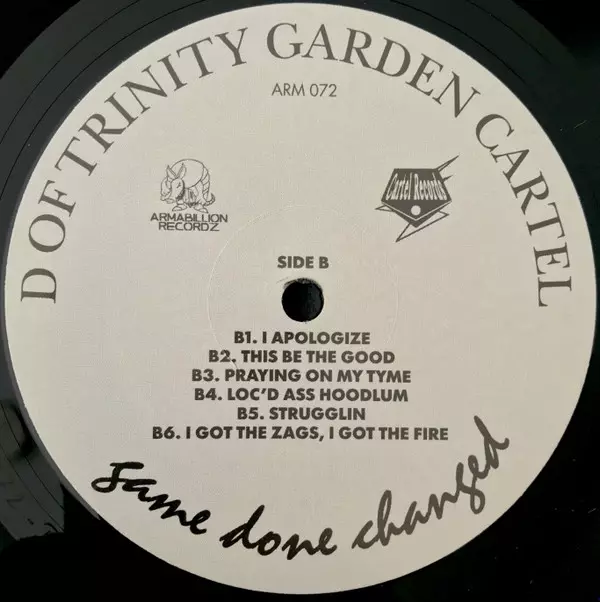 D OF TRINITY GARDEN CARTEL
ARM 072
ARMABILLION
RECORDZ
Cartel Records
SIDE B
B1. I APOLOGIZE
B2. THIS BE THE GOOD
B3. PRAYING ON MY TYME
B4. LOC'D ASS HOODLUM
B5. STRUGGLIN
B6. I GOT THE ZAGS, I GOT THE FIRE
Game done changed